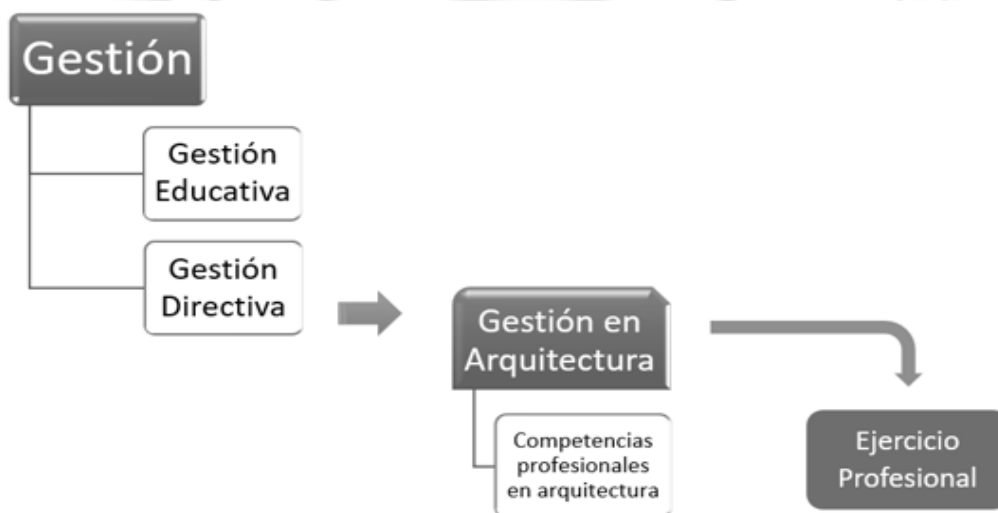 Gestión
Gestión
Educativa
Gestión
Directiva
Gestión en
Arquitectura
Competencias
profesionales
en arquitectura
Ejercicio
Profesional